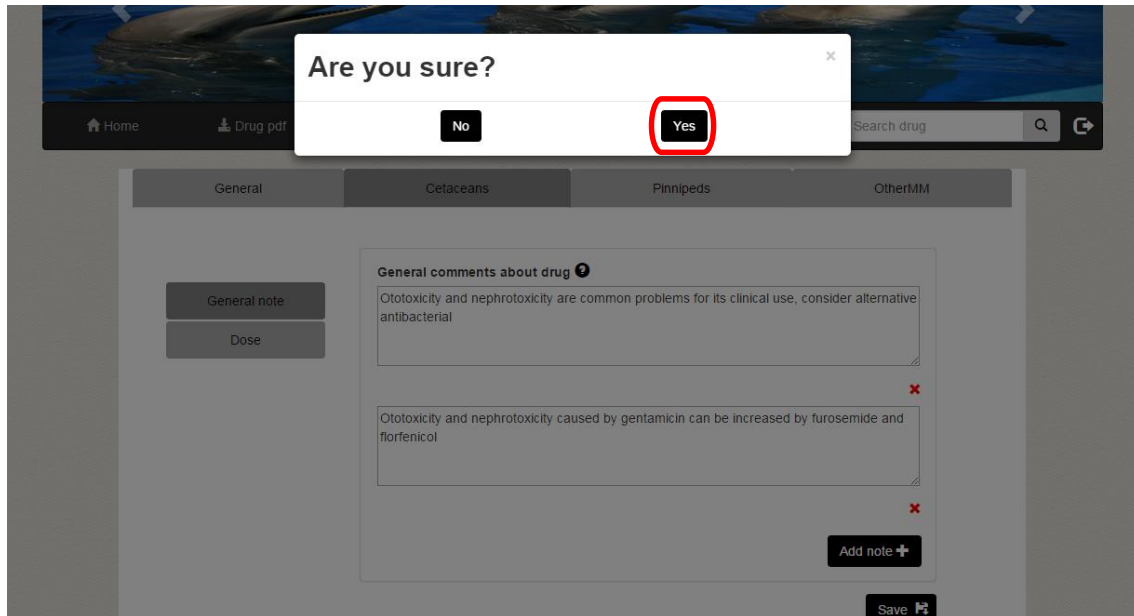 Are you sure?
×
No
Yes
Home
Drug pdf
Search drug
General
Cetaceans
Pinnipeds
OtherMM
General note
Dose
General comments about drug
Ototoxicity and nephrotoxicity are common problems for its clinical use, consider alternative
antibacterial
Ototoxicity and nephrotoxicity caused by gentamicin can be increased by furosemide and
florfenicol
Add note
Save